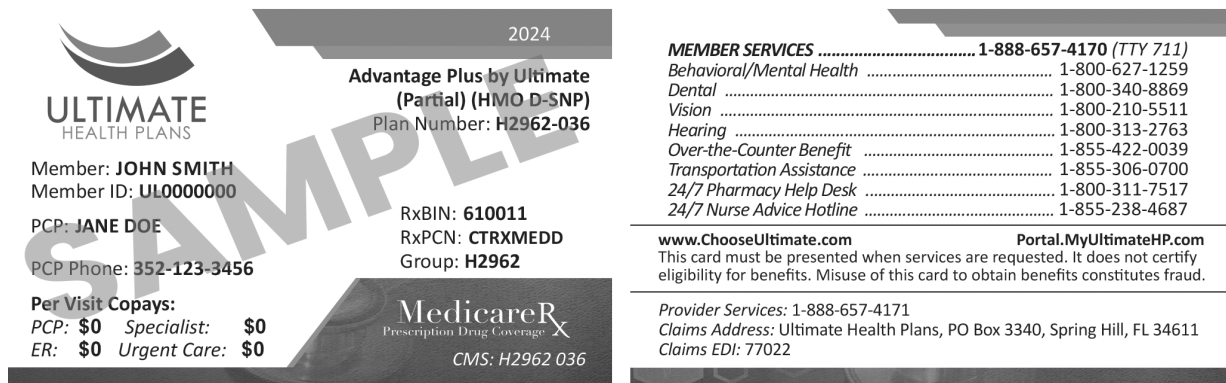 2024
ULTIMATE
HEALTH PLANS
Advantage Plus by Ultimate
(Partial) (HMO D-SNP)
Plan Number: H2962-036
SAMPLE
Member: JOHN SMITH
Member ID: UL0000000
PCP: JANE DOE
PCP Phone: 352-123-3456
RxBIN: 610011
RxPCN: CTRXMEDD
Group: H2962
Per Visit Copays:
PCP: $0 Specialist: $0
ER: $0 Urgent Care: $0
MedicareRx
Prescription Drug Coverage
CMS: H2962 036
MEMBER SERVICES ................................... 1-888-657-4170 (TTY 711)
Behavioral/Mental Health .......................................... 1-800-627-1259
Dental .......................................................................... 1-800-340-8869
Vision ............................................................................. 1-800-210-5511
Hearing ........................................................................ 1-800-313-2763
Over-the-Counter Benefit ........................................... 1-855-422-0039
Transportation Assistance ........................................... 1-855-306-0700
24/7 Pharmacy Help Desk ........................................... 1-800-311-7517
24/7 Nurse Advice Hotline ........................................... 1-855-238-4687
www.ChooseUltimate.com Portal.MyUltimateHP.com
This card must be presented when services are requested. It does not certify
eligibility for benefits. Misuse of this card to obtain benefits constitutes fraud.
Provider Services: 1-888-657-4171
Claims Address: Ultimate Health Plans, PO Box 3340, Spring Hill, FL 34611
Claims EDI: 77022